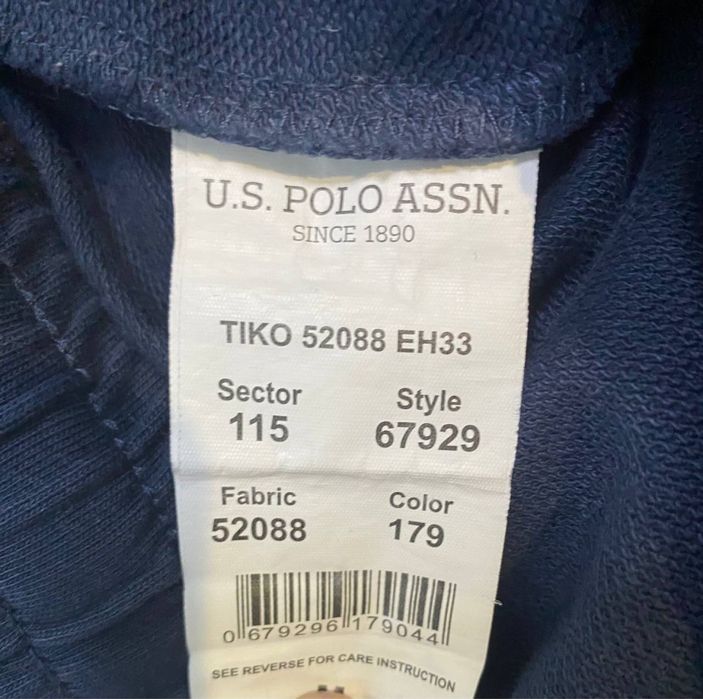 U.S. POLO ASSN.
SINCE 1890
TIKO 52088 EH33
Sector Style
115 67929
Fabric Color
52088 179
0 679296 179044
SEE REVERSE FOR CARE INSTRUCTION